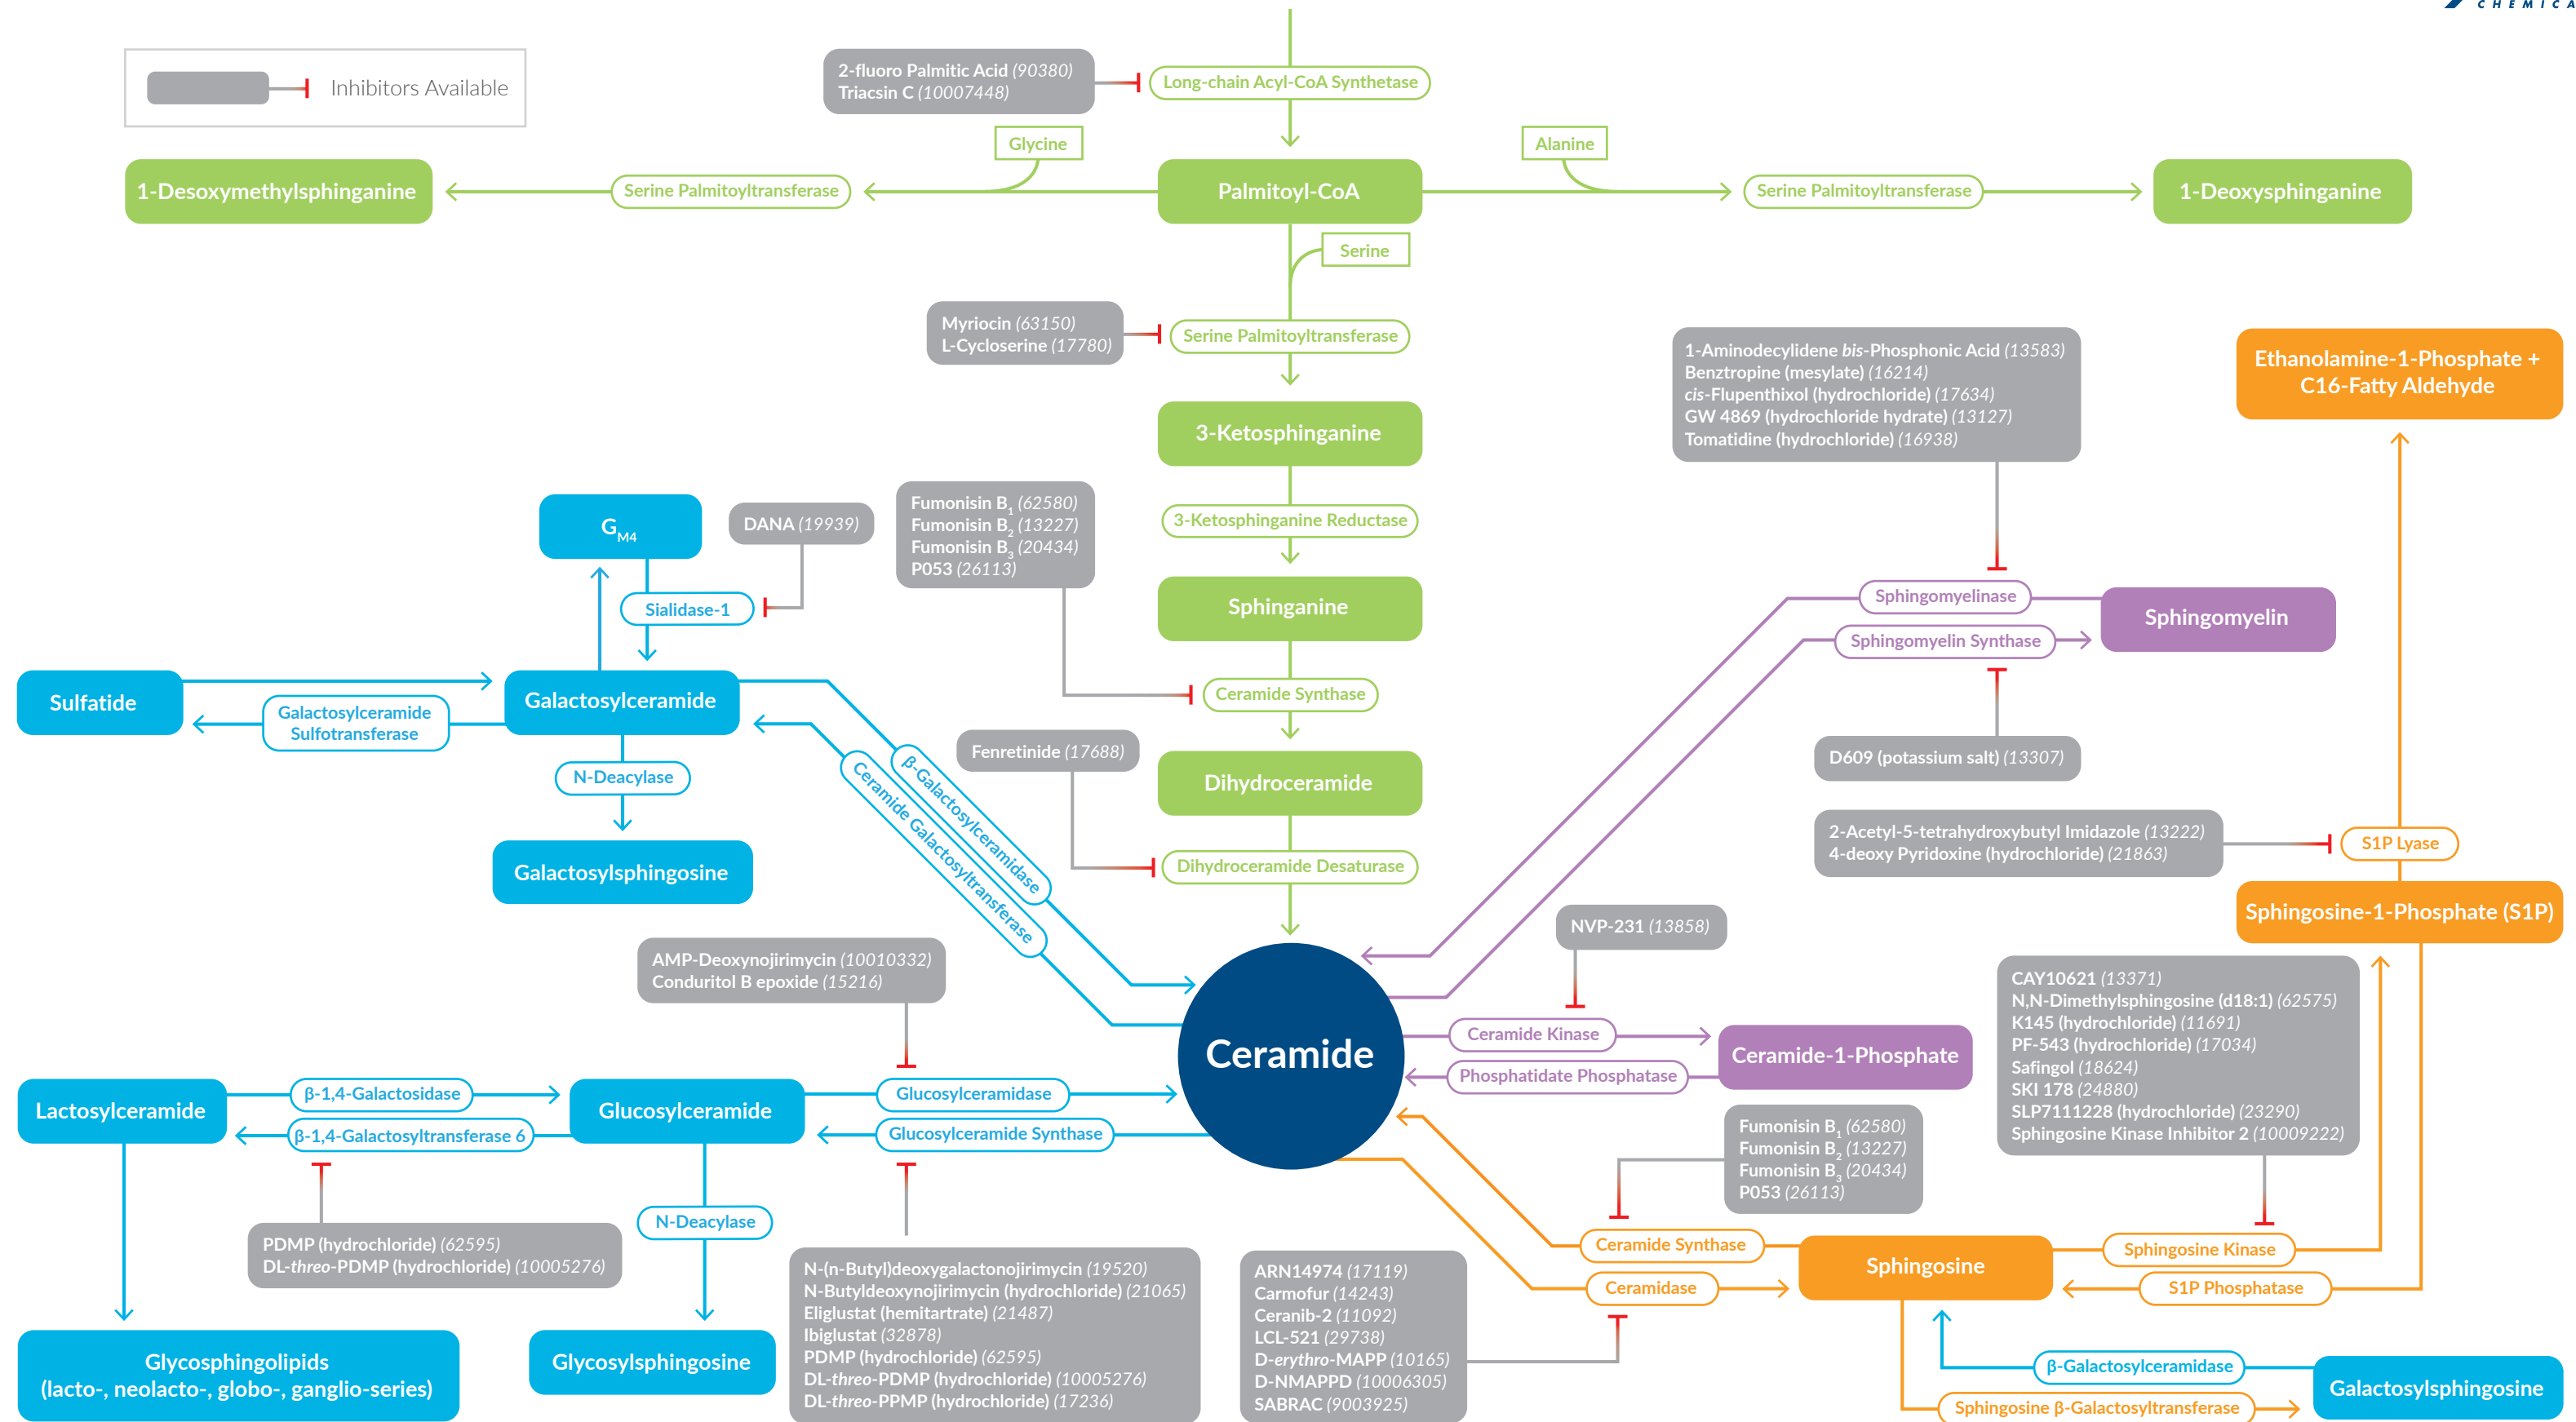 CHEMICA
Inhibitors Available
2-fluoro Palmitic Acid (90380)
Triacsin C (10007448)
Long-chain Acyl-CoA Synthetase
Glycine
Alanine
1-Desoxymethylsphinganine
Serine Palmitoyltransferase
Palmitoyl-CoA
Serine Palmitoyltransferase
1-Deoxysphinganine
Serine
Myriocin (63150)
L-Cycloserine (17780)
Serine Palmitoyltransferase
1-Aminodecylidene bis-Phosphonic Acid (13583)
Benztropine (mesylate) (16214)
cis-Flupenthixol (hydrochloride) (17634)
GW 4869 (hydrochloride hydrate) (13127)
Tomatidine (hydrochloride) (16938)
Ethanolamine-1-Phosphate +
C16-Fatty Aldehyde
3-Ketosphinganine
GM4
DANA (19939)
Fumonisin B1 (62580)
Fumonisin B2 (13227)
Fumonisin B3 (20434)
P053 (26113)
3-Ketosphinganine Reductase
Sialidase-1
Sphinganine
Sphingomyelinase
Sphingomyelin
Sphingomyelin Synthase
Sulfatide
Galactosylceramide
Sulfotransferase
Galactosylceramide
Ceramide Synthase
Fenretinide (17688)
D609 (potassium salt) (13307)
N-Deacylase
β-Galactosylceramidase
Ceramide Galactosyltransferase
Dihydroceramide
2-Acetyl-5-tetrahydroxybutyl Imidazole (13222)
4-deoxy Pyridoxine (hydrochloride) (21863)
S1P Lyase
Galactosylsphingosine
Dihydroceramide Desaturase
Sphingosine-1-Phosphate (S1P)
NVP-231 (13858)
AMP-Deoxynojirimycin (10010332)
Conduritol B epoxide (15216)
CAY10621 (13371)
N,N-Dimethylsphingosine (d18:1) (62575)
K145 (hydrochloride) (11691)
PF-543 (hydrochloride) (17034)
Safingol (18624)
SKI 178 (24880)
SLP7111228 (hydrochloride) (23290)
Sphingosine Kinase Inhibitor 2 (10009222)
Ceramide
Ceramide Kinase
Ceramide-1-Phosphate
Phosphatidate Phosphatase
Lactosylceramide
β-1,4-Galactosidase
β-1,4-Galactosyltransferase 6
Glucosylceramide
Glucosylceramidase
Glucosylceramide Synthase
Fumonisin B1 (62580)
Fumonisin B2 (13227)
Fumonisin B3 (20434)
P053 (26113)
N-Deacylase
PDMP (hydrochloride) (62595)
DL-threo-PDMP (hydrochloride) (10005276)
Ceramide Synthase
Ceramidase
Sphingosine
Sphingosine Kinase
S1P Phosphatase
N-(n-Butyl)deoxygalactonojirimycin (19520)
N-Butyldeoxynojirimycin (hydrochloride) (21065)
Eliglustat (hemitartrate) (21487)
Ibiglustat (32878)
PDMP (hydrochloride) (62595)
DL-threo-PDMP (hydrochloride) (10005276)
DL-threo-PPMP (hydrochloride) (17236)
ARN14974 (17119)
Carmofur (14243)
Ceranib-2 (11092)
LCL-521 (29738)
D-erythro-MAPP (10165)
D-NMAPPD (10006305)
SABRAC (9003925)
Glycosphingolipids
(lacto-, neolacto-, globo-, ganglio-series)
Glycosylsphingosine
β-Galactosylceramidase
Sphingosine β-Galactosyltransferase
Galactosylsphingosine